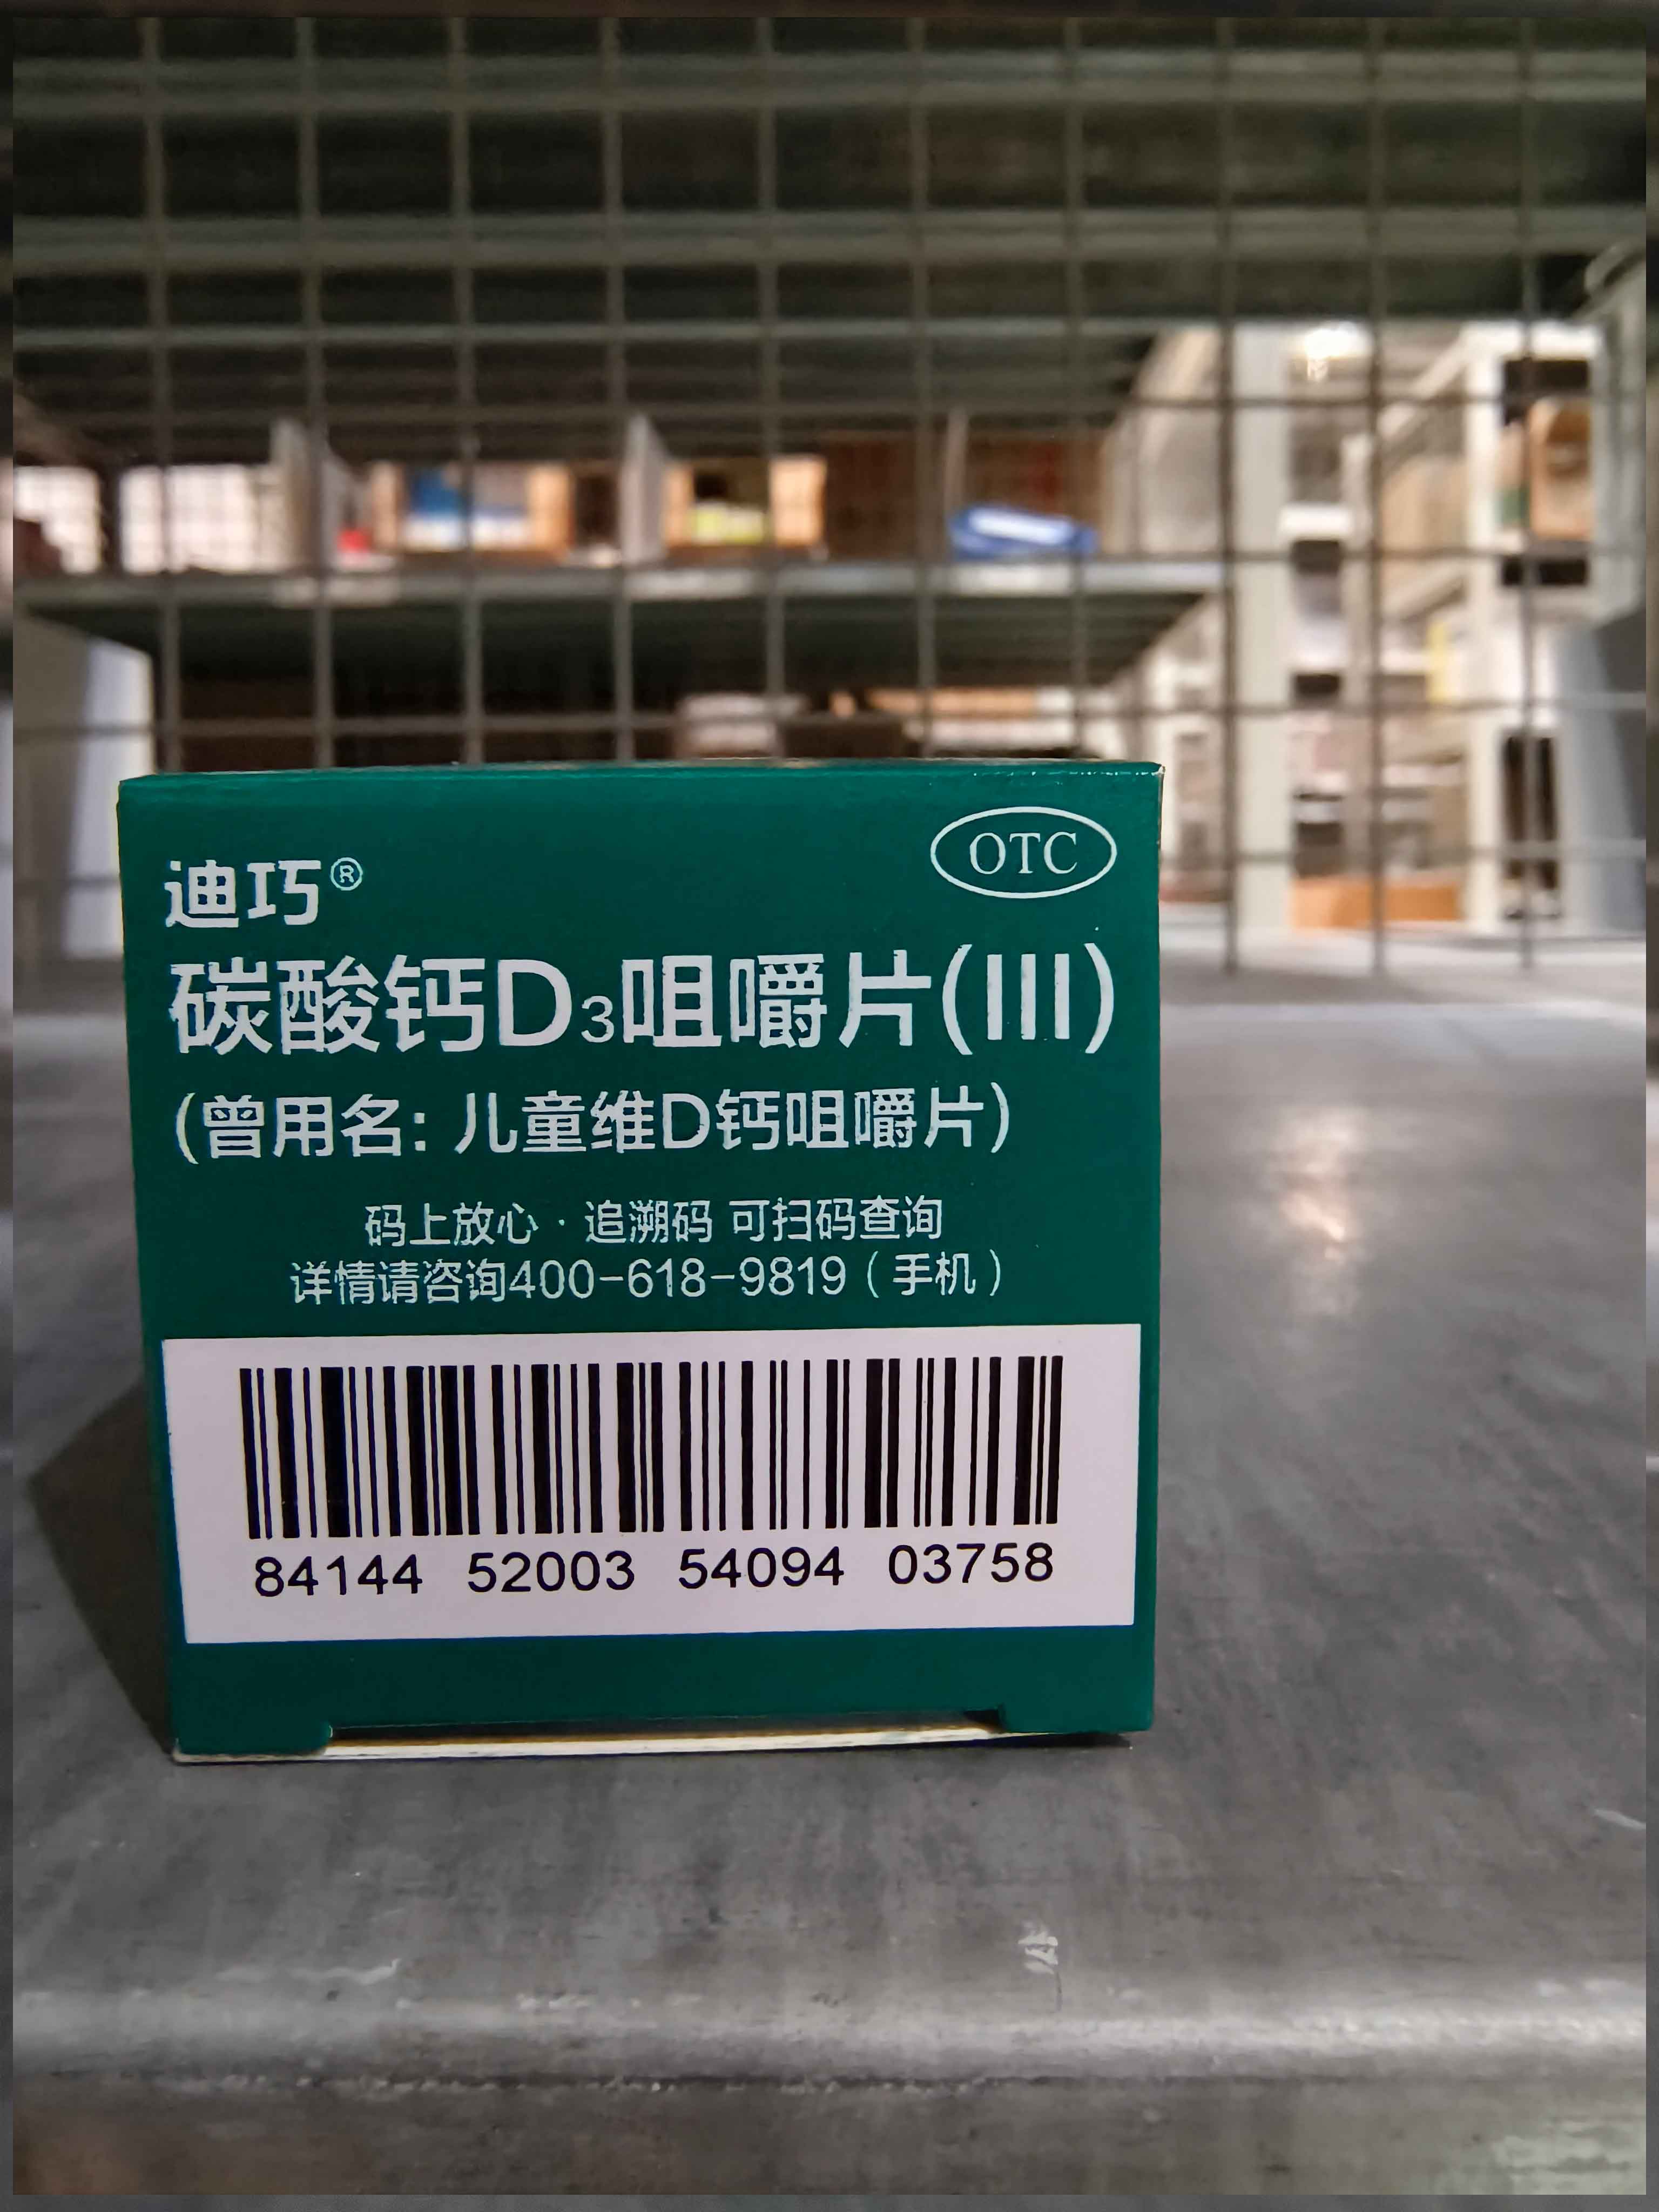 OTC
迪巧®
碳酸钙D₃咀嚼片(III)
(曾用名: 儿童维D钙咀嚼片)
码上放心·追溯码 可扫码查询
详情请咨询400-618-9819（手机）
84144 52003 54094 03758